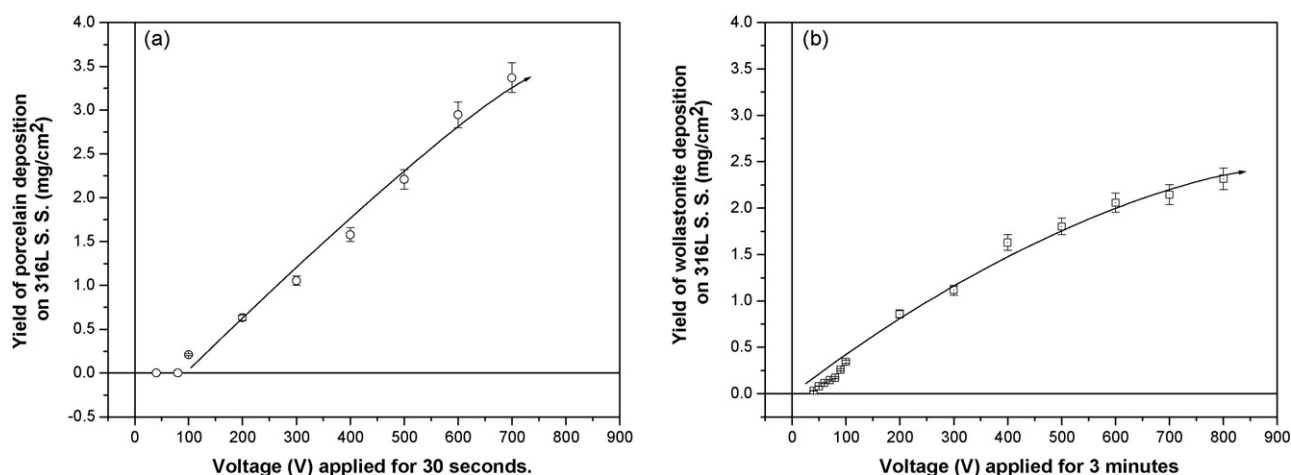 (a)
Yield of porcelain deposition
on 316L S. S. (mg/cm²)
4.0
3.5
3.0
2.5
2.0
1.5
1.0
0.5
0.0
-0.5
0 100 200 300 400 500 600 700 800 900
Voltage (V) applied for 30 seconds.
(b)
Yield of wollastonite deposition
on 316L S. S. (mg/cm²)
4.0
3.5
3.0
2.5
2.0
1.5
1.0
0.5
0.0
0 100 200 300 400 500 600 700 800 900
Voltage (V) applied for 3 minutes